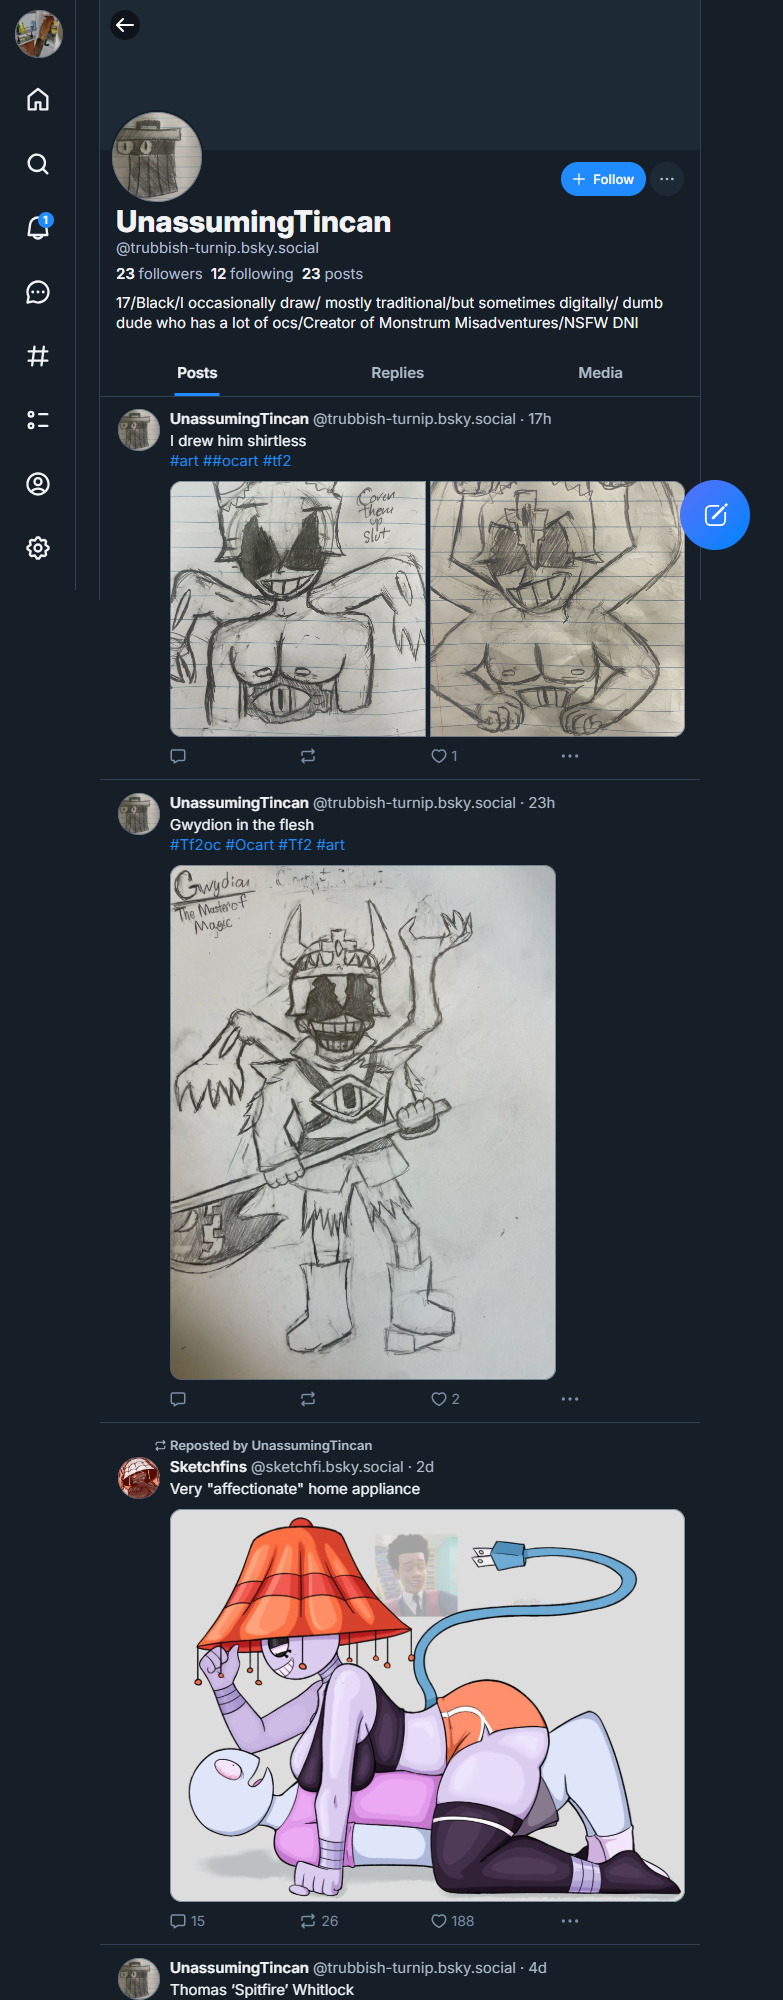 1
+ Follow
UnassumingTincan
@trubbish-turnip.bsky.social
23 followers 12 following 23 posts
17/Black/I occasionally draw/ mostly traditional/but sometimes digitally/ dumb
dude who has a lot of ocs/Creator of Monstrum Misadventures/NSFW DNI
Posts Replies Media
UnassumingTincan @trubbish-turnip.bsky.social · 17h
I drew him shirtless
#art ##ocart #tf2
Coven
them
up
slut
1
UnassumingTincan @trubbish-turnip.bsky.social · 23h
Gwydion in the flesh
#Tf2oc #Ocart #Tf2 #art
Gwydion
The Master of
Magic
2
Reposted by UnassumingTincan
Sketchfins @sketchfi.bsky.social · 2d
Very "affectionate" home appliance
15 26 188
UnassumingTincan @trubbish-turnip.bsky.social · 4d
Thomas ‘Spitfire’ Whitlock